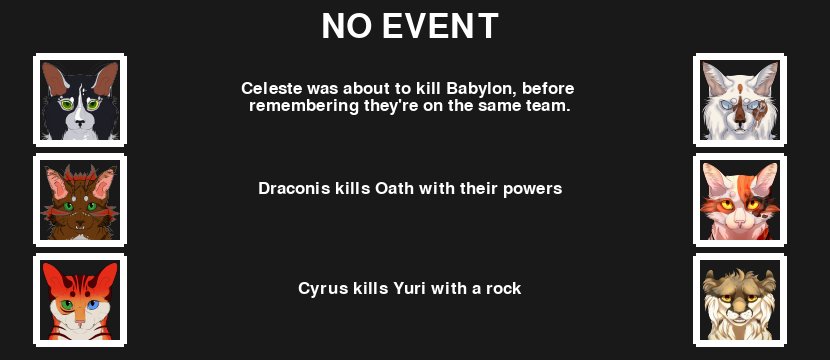 NO EVENT
Celeste was about to kill Babylon, before
remembering they're on the same team.
Draconis kills Oath with their powers
Cyrus kills Yuri with a rock